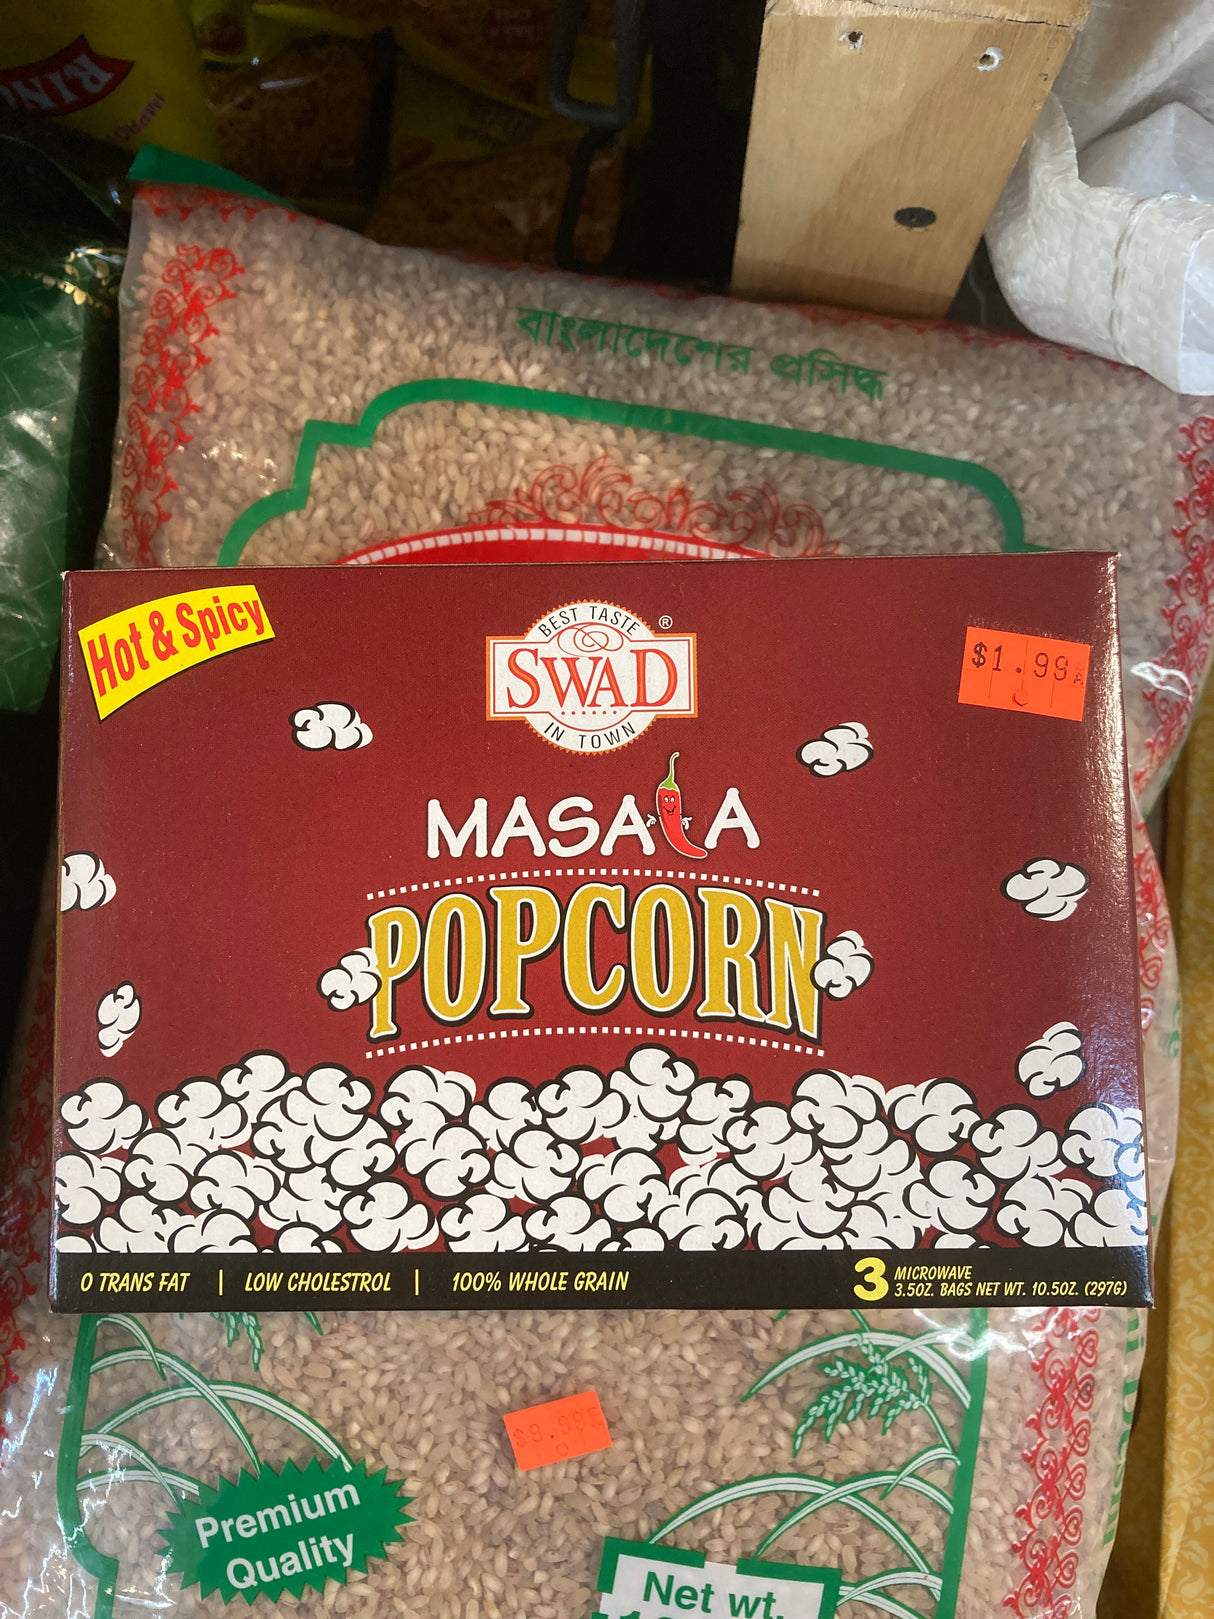 বাংলাদেশের প্রসিদ্ধ
Hot & Spicy
BEST TASTE
SWAD ®
IN TOWN
$1.99
MASALA
POPCORN
0 TRANS FAT | LOW CHOLESTROL | 100% WHOLE GRAIN
3 MICROWAVE
3.5OZ. BAGS NET WT. 10.5OZ. (297G)
$9.99
Premium
Quality
Net wt.